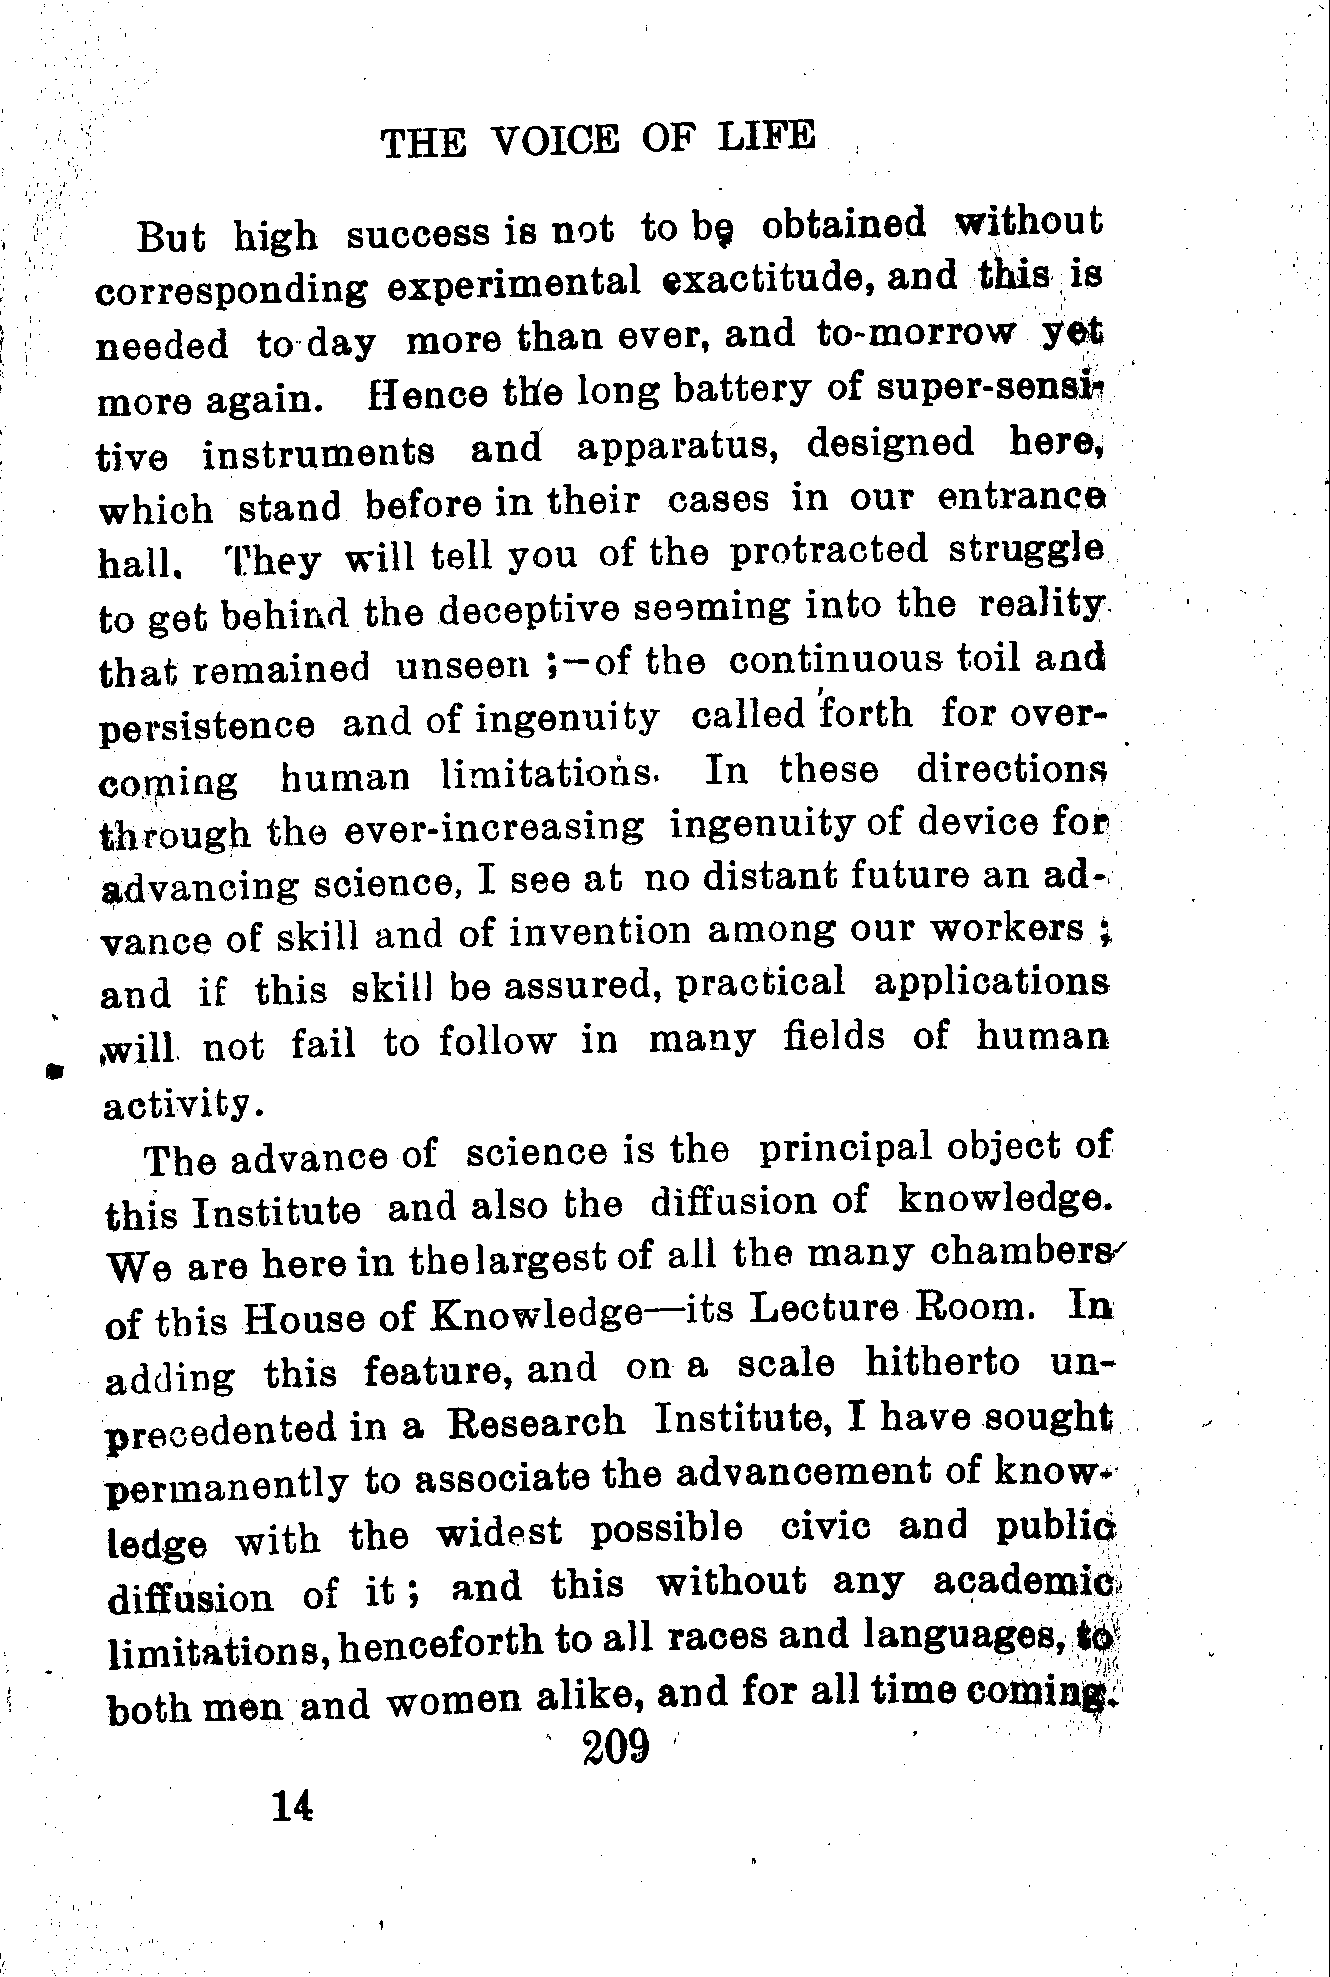 THE VOICE OF LIFE
But high success is not to be obtained without
corresponding experimental exactitude, and this is
needed to-day more than ever, and to-morrow yet
more again. Hence the long battery of super-sensi-
tive instruments and apparatus, designed here,
which stand before in their cases in our entrance
hall. They will tell you of the protracted struggle
to get behind the deceptive seeming into the reality
that remained unseen ;—of the continuous toil and
persistence and of ingenuity called forth for over-
coming human limitations. In these directions
through the ever-increasing ingenuity of device for
advancing science, I see at no distant future an ad-
vance of skill and of invention among our workers ;
and if this skill be assured, practical applications
will not fail to follow in many fields of human
activity.
The advance of science is the principal object of
this Institute and also the diffusion of knowledge.
We are here in the largest of all the many chambers
of this House of Knowledge—its Lecture Room. In
adding this feature, and on a scale hitherto un-
precedented in a Research Institute, I have sought
permanently to associate the advancement of know-
ledge with the widest possible civic and public
diffusion of it ; and this without any academic
limitations, henceforth to all races and languages, to
both men and women alike, and for all time coming.
209
14